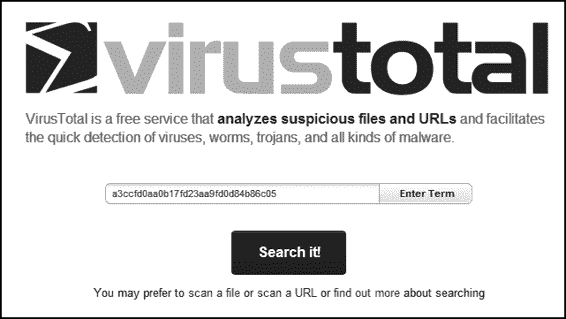 virustotal
VirusTotal is a free service that analyzes suspicious files and URLs and facilitates
the quick detection of viruses, worms, trojans, and all kinds of malware.
a3ccfd0aa0b17fd23aa9fd0d84b86c05 Enter Term
Search it!
You may prefer to scan a file or scan a URL or find out more about searching